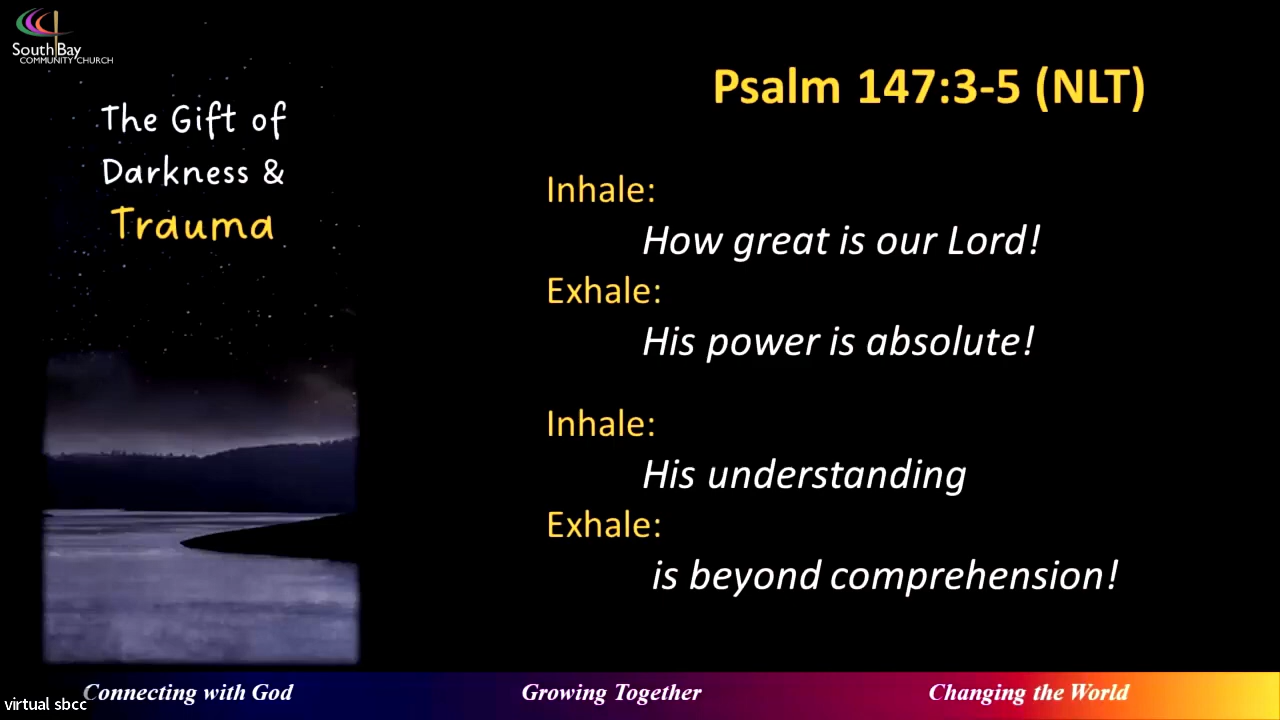 South Bay
COMMUNITY CHURCH
The Gift of
Darkness &
Trauma
Psalm 147:3-5 (NLT)
Inhale:
How great is our Lord!
Exhale:
His power is absolute!
Inhale:
His understanding
Exhale:
is beyond comprehension!
Connecting with God
Growing Together
Changing the World
virtual sbcc